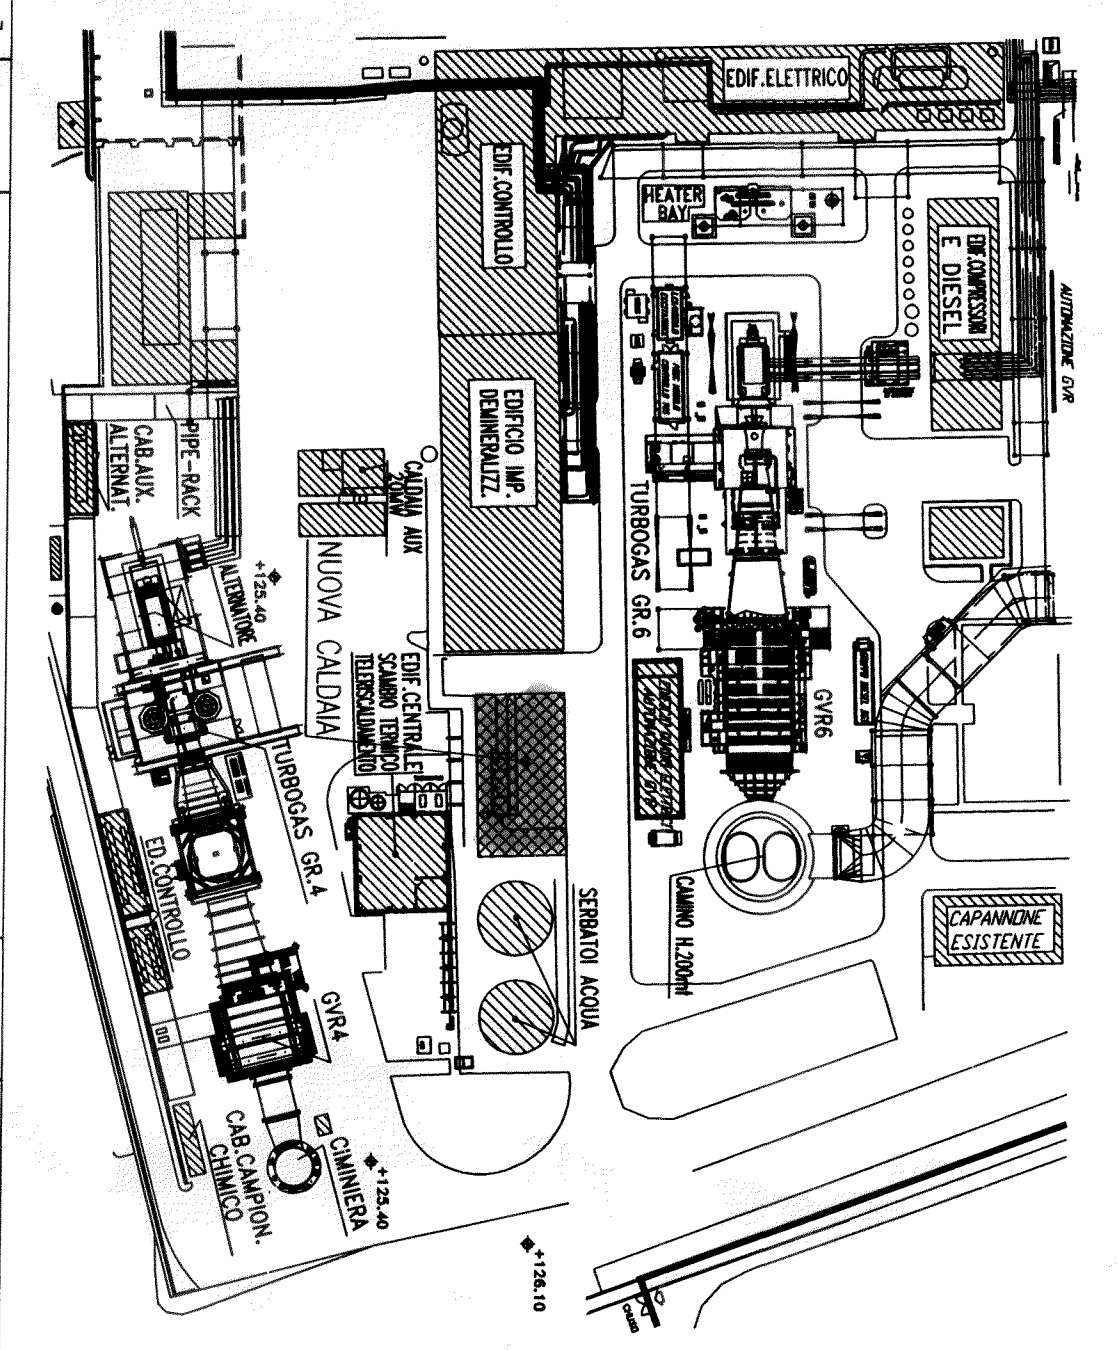 EDIF.ELETTRICO
EDIF.CONTROLLO
HEATER
BAY
EDIF.COMPRESSORI
E DIESEL
AUTOMAZIONE GVR
EDIFICIO IMP.
DEMINERALIZZ.
CAB.AUX.
ALTERNAT.
PIPE-RACK
CALDAIA AUX
20MW
NUOVA CALDAIA
TURBOGAS GR.6
+125.40
ALTERNATORE
EDIF.CENTRALE
SCAMBIO TERMICO
TELERISCALDAMENTO
GVR6
TURBOGAS GR.4
ED.CONTROLLO
SERBATOI ACQUA
CAMINO H.200mt
CAPANNONE
ESISTENTE
GVR4
CAB.CAMPION.
CHIMICO
CIMINIERA
+125.40
+126.10
CHIUSO